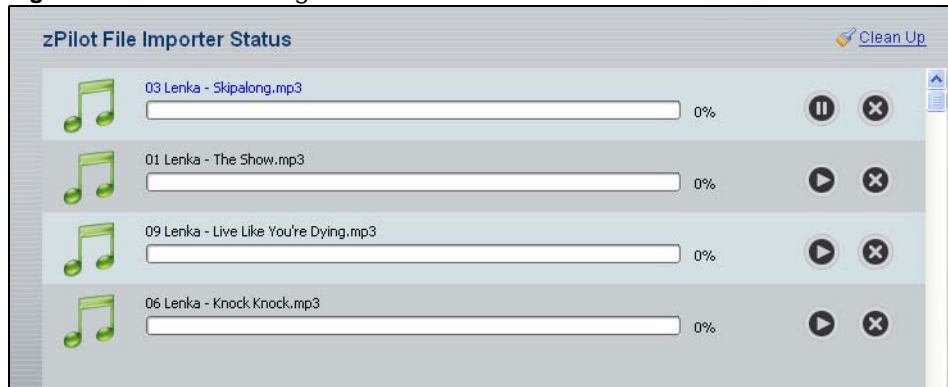 zPilot File Importer Status
Clean Up
03 Lenka - Skipalong.mp3
0%
01 Lenka - The Show.mp3
0%
09 Lenka - Live Like You're Dying.mp3
0%
06 Lenka - Knock Knock.mp3
0%